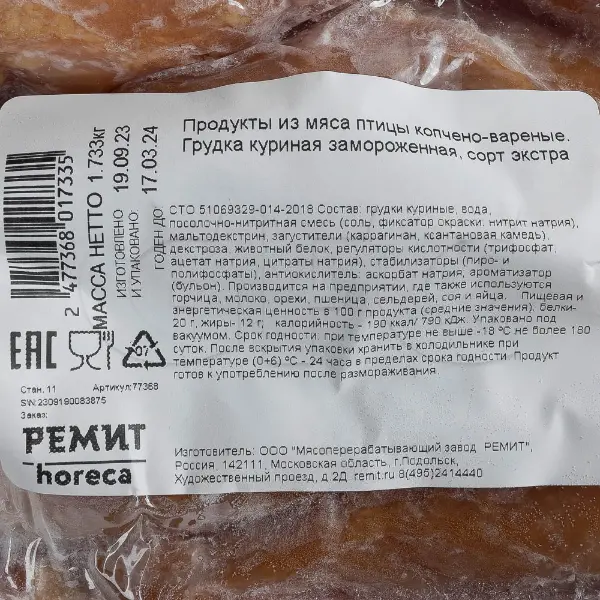 Продукты из мяса птицы копчено-вареные.
Грудка куриная замороженная, сорт экстра
СТО 51069329-014-2018 Состав: грудки куриные, вода,
посолочно-нитритная смесь (соль, фиксатор окраски: нитрит натрия),
мальтодекстрин, загустители (карагинан, ксантановая камедь),
декстроза, животный белок, регуляторы кислотности (трифосфат,
ацетат натрия, цитраты натрия), стабилизаторы (пиро- и
полифосфаты), антиокислитель: аскорбат натрия, ароматизатор
(бульон). Производится на предприятии, где также используются
горчица, молоко, орехи, пшеница, сельдерей, соя и яйца. Пищевая и
энергетическая ценность в 100 г продукта (средние значения): белки-
20 г, жиры- 12 г; калорийность - 190 ккал/ 790 кДж. Упаковано под
вакуумом. Срок годности: при температуре не выше -18 ºС не более 180
суток. После вскрытия упаковки хранить в холодильнике при
температуре (0+6) ºС - 24 часа в пределах срока годности. Продукт
готов к употреблению после размораживания.
Изготовитель: ООО "Мясоперерабатывающий завод РЕМИТ",
Россия, 142111, Московская область, г.Подольск,
Художественный проезд, д.2Д remit.ru 8(495)2414440
2 477368 017335
МАССА НЕТТО 1.733кг
ИЗГОТОВЛЕНО
И УПАКОВАНО: 19.09.23
ГОДЕН ДО: 17.03.24
EAC
07
Стан. 11 Артикул:77368
S\N:2309190083875
Заказ:
РЕМИТ
horeca